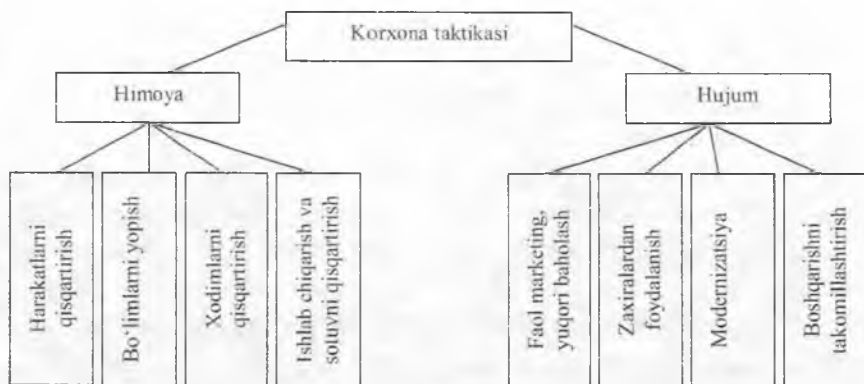 Korxona taktikasi
Himoya
Hujum
Harakatlarni
qisqartirish
Bo'limlarni yopish
Xodimlarni
qisqartirish
Ishlab chiqarish va
sotuvni qisqartirish
Faol marketing,
yuqori baholash
Zaxiralardan
foydalanish
Modernizatsiya
Boshqarishni
takomillashtirish